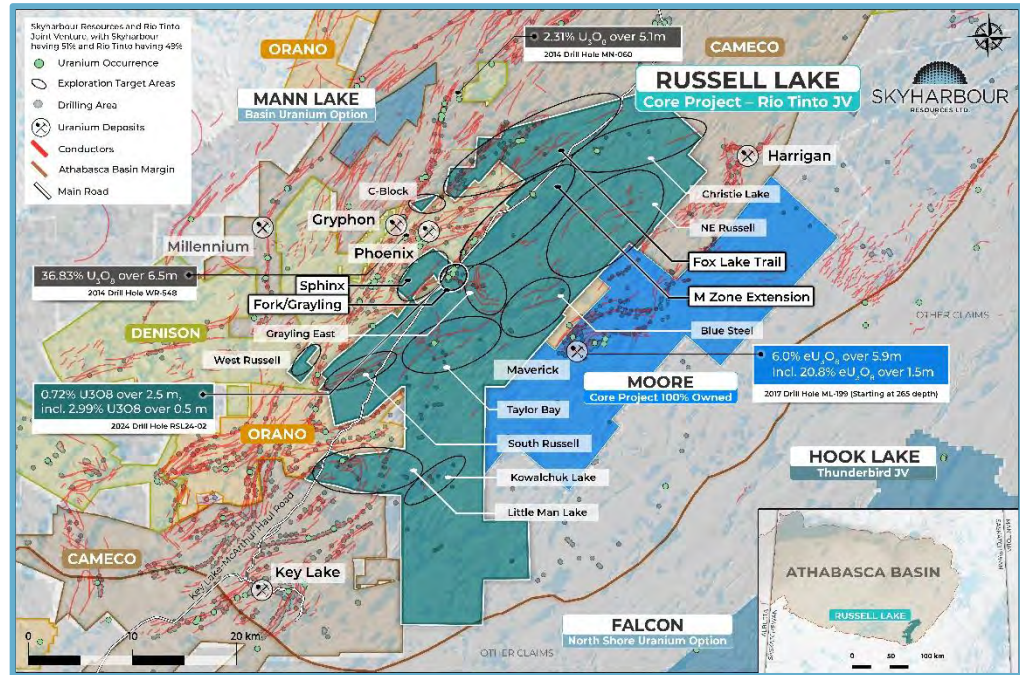 Skyharbour Resources and Rio Tinto
Joint Venture, with Skyharbour
having 51% and Rio Tinto having 49%
Uranium Occurrence
Exploration Target Areas
Drilling Area
Uranium Deposits
Conductors
Athabasca Basin Margin
Main Road
ORANO
MANN LAKE
Basin Uranium Option
2.31% U₃O₈ over 5.1m
2014 Drill Hole MN-060
CAMECO
RUSSELL LAKE
Core Project – Rio Tinto JV
SKYHARBOUR
RESOURCES LTD.
Harrigan
C-Block
Christie Lake
Gryphon
NE Russell
Millennium
Phoenix
Fox Lake Trail
36.83% U₃O₈ over 6.5m
2014 Drill Hole WR-548
Sphinx
Fork/Grayling
M Zone Extension
DENISON
Grayling East
Blue Steel
OTHER CLAIMS
West Russell
Maverick
6.0% eU₃O₈ over 5.9m
Incl. 20.8% eU₃O₈ over 1.5m
2017 Drill Hole ML-199 (Starting at 265 depth)
MOORE
Core Project 100% Owned
0.72% U3O8 over 2.5 m,
incl. 2.99% U3O8 over 0.5 m
2024 Drill Hole RSL24-02
Taylor Bay
ORANO
South Russell
HOOK LAKE
Thunderbird JV
Kowalchuk Lake
Little Man Lake
Key Lake-McArthur Haul Road
CAMECO
Key Lake
0 10 20 km
FALCON
North Shore Uranium Option
OTHER CLAIMS
ATHABASCA BASIN
RUSSELL LAKE
ALBERTA
SASKATCHEWAN
SASKATCHEWAN
MANITOBA
0 50 100 km